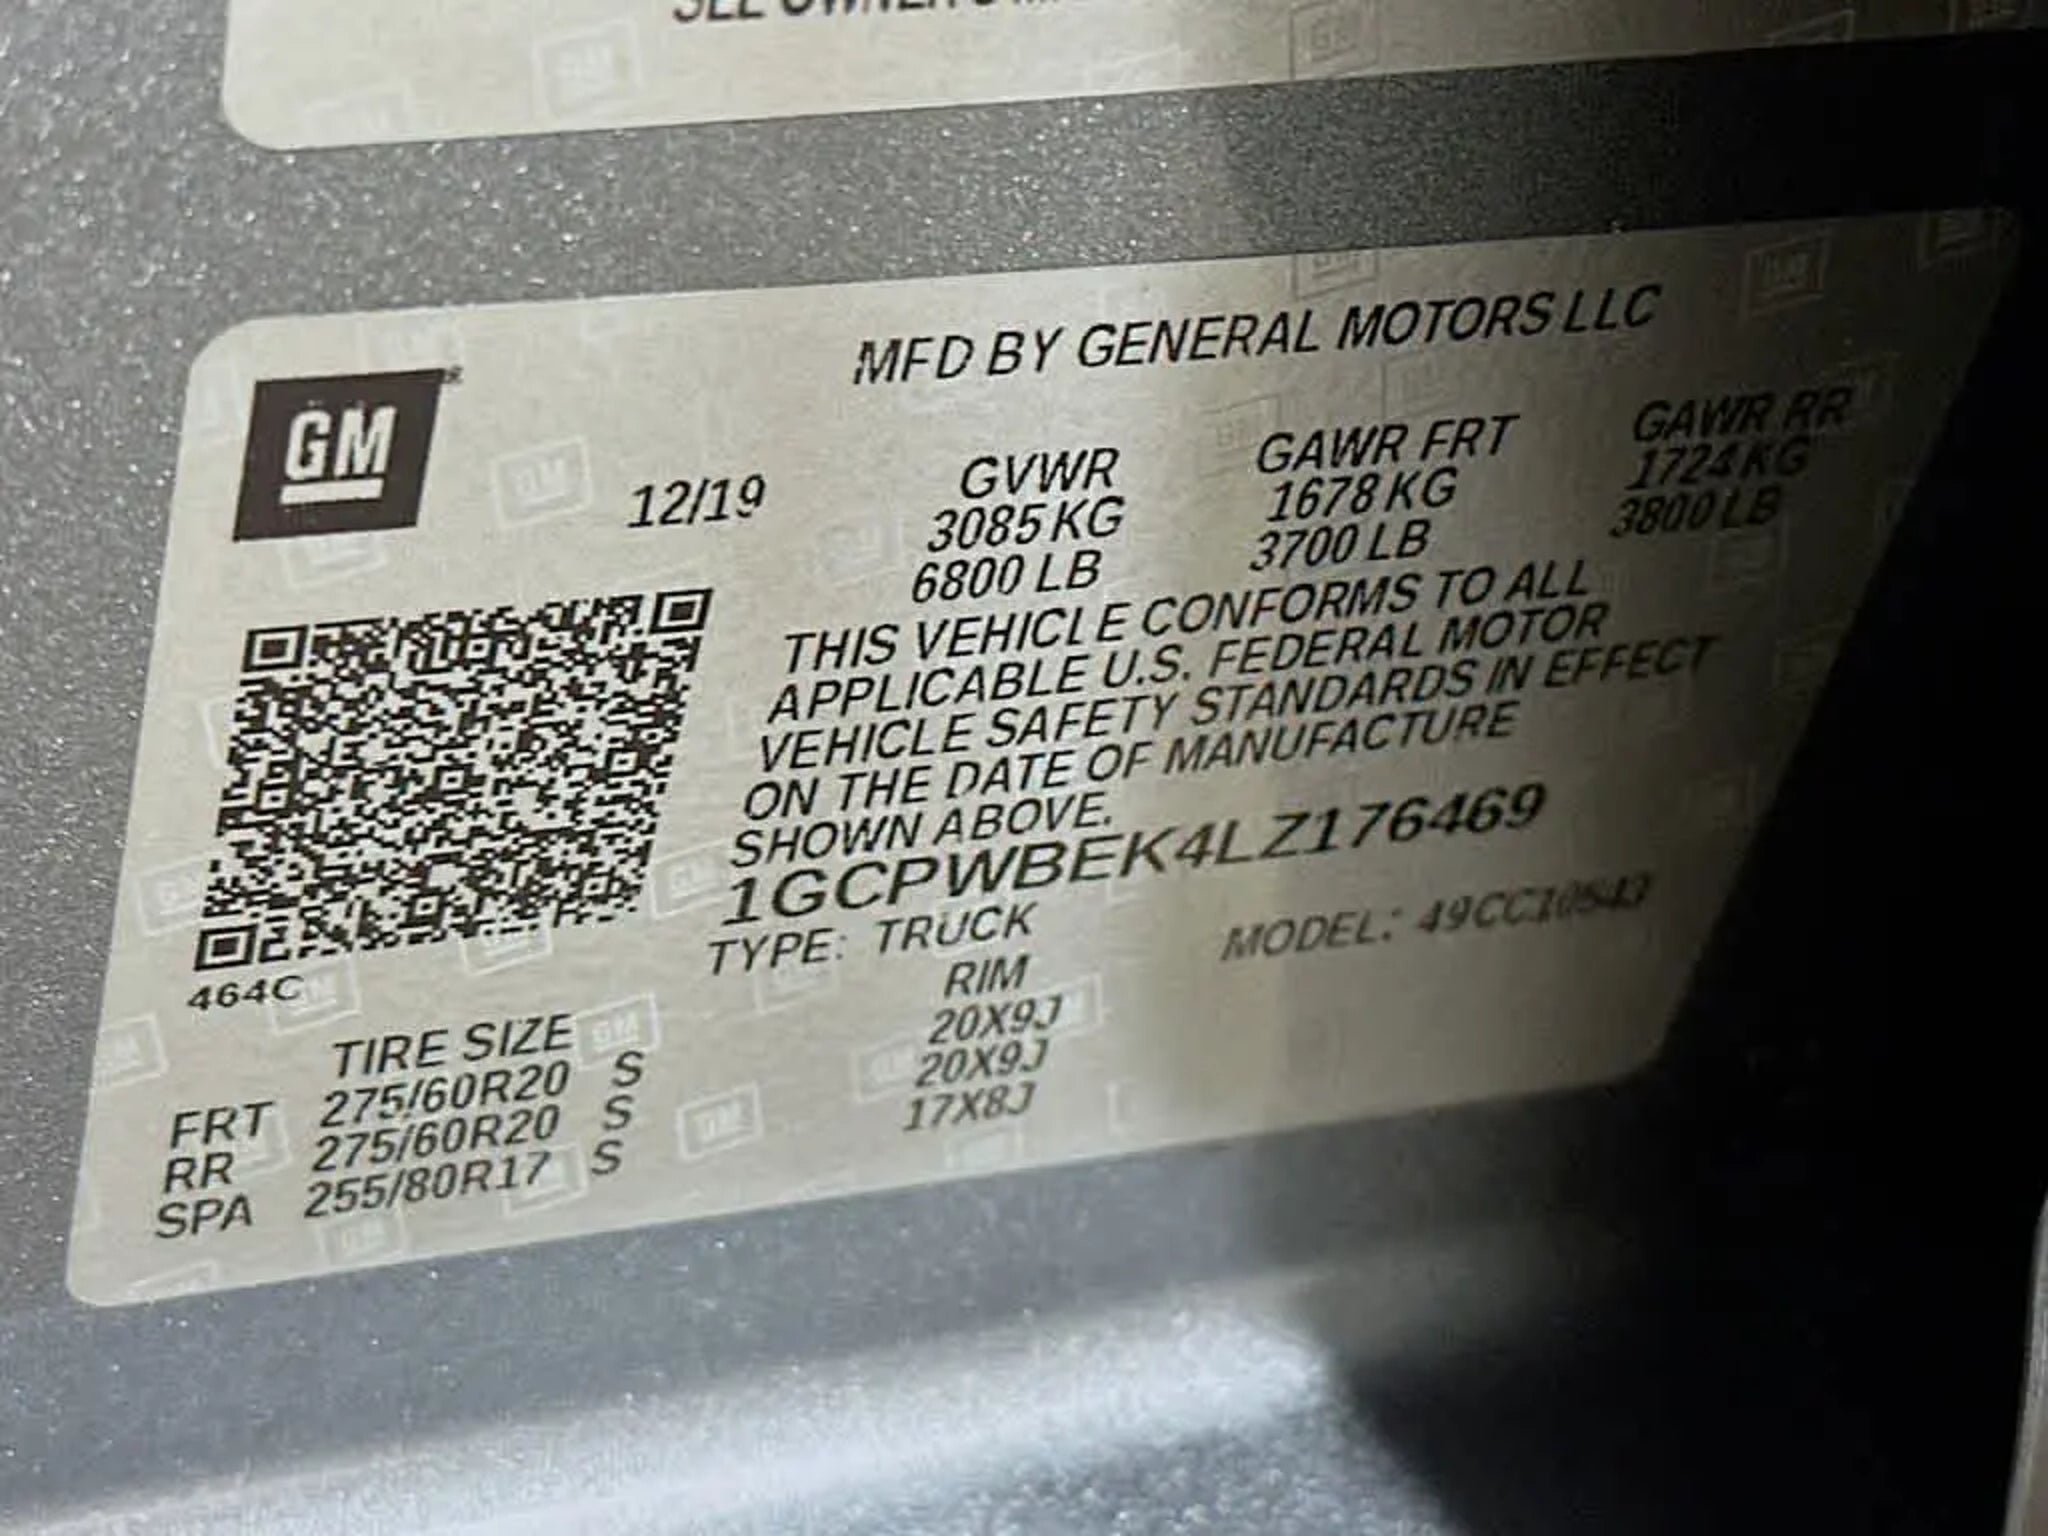 GM
MFD BY GENERAL MOTORS LLC
12/19
GVWR GAWR FRT GAWR RR
3085 KG 1678 KG 1724 KG
6800 LB 3700 LB 3800 LB
THIS VEHICLE CONFORMS TO ALL
APPLICABLE U.S. FEDERAL MOTOR
VEHICLE SAFETY STANDARDS IN EFFECT
ON THE DATE OF MANUFACTURE
SHOWN ABOVE.
1GCPWBEK4LZ176469
TYPE: TRUCK MODEL:
464C
TIRE SIZE RIM
FRT 275/60R20 S 20X9J
RR 275/60R20 S 20X9J
SPA 255/80R17 S 17X8J